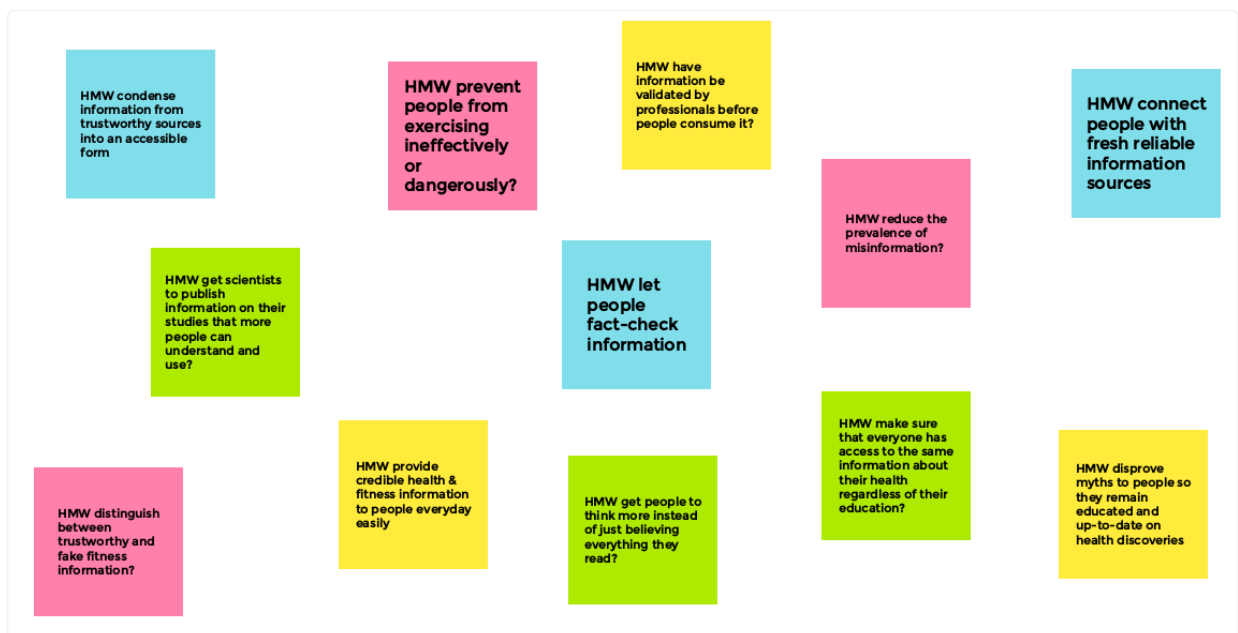 HMW condense
information from
trustworthy sources
into an accessible
form
HMW prevent
people from
exercising
ineffectively
or
dangerously?
HMW have
information be
validated by
professionals before
people consume it?
HMW connect
people with
fresh reliable
information
sources
HMW reduce the
prevalence of
misinformation?
HMW get scientists
to publish
information on their
studies that more
people can
understand and
use?
HMW let
people
fact-check
information
HMW distinguish
between
trustworthy and
fake fitness
information?
HMW provide
credible health &
fitness information
to people everyday
easily
HMW get people to
think more instead
of just believing
everything they
read?
HMW make sure
that everyone has
access to the same
information about
their health
regardless of their
education?
HMW disprove
myths to people so
they remain
educated and
up-to-date on
health discoveries